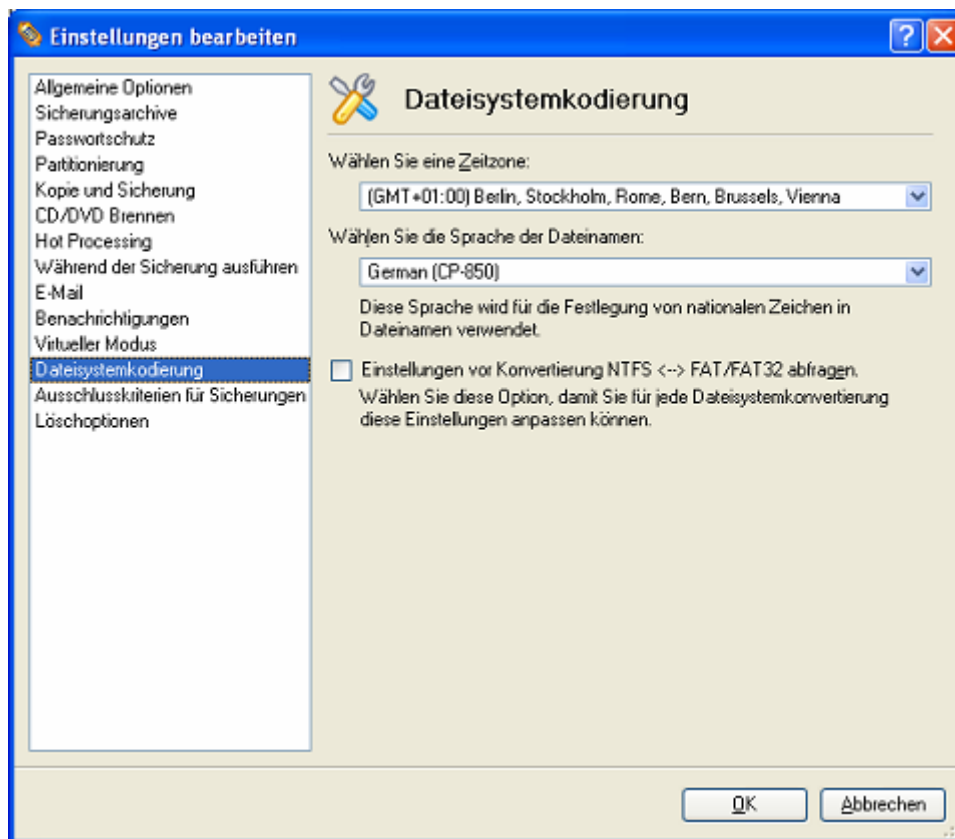 Einstellungen bearbeiten
Allgemeine Optionen
Sicherungsarchive
Passwortschutz
Partitionierung
Kopie und Sicherung
CD/DVD Brennen
Hot Processing
Während der Sicherung ausführen
E-Mail
Benachrichtigungen
Virtueller Modus
Dateisystemkodierung
Ausschlusskriterien für Sicherungen
Löschoptionen
Dateisystemkodierung
Wählen Sie eine Zeitzone:
(GMT+01:00) Berlin, Stockholm, Rome, Bern, Brussels, Vienna
Wählen Sie die Sprache der Dateinamen:
German (CP-850)
Diese Sprache wird für die Festlegung von nationalen Zeichen in
Dateinamen verwendet.
Einstellungen vor Konvertierung NTFS <--> FAT/FAT32 abfragen.
Wählen Sie diese Option, damit Sie für jede Dateisystemkonvertierung
diese Einstellungen anpassen können.
OK
Abbrechen